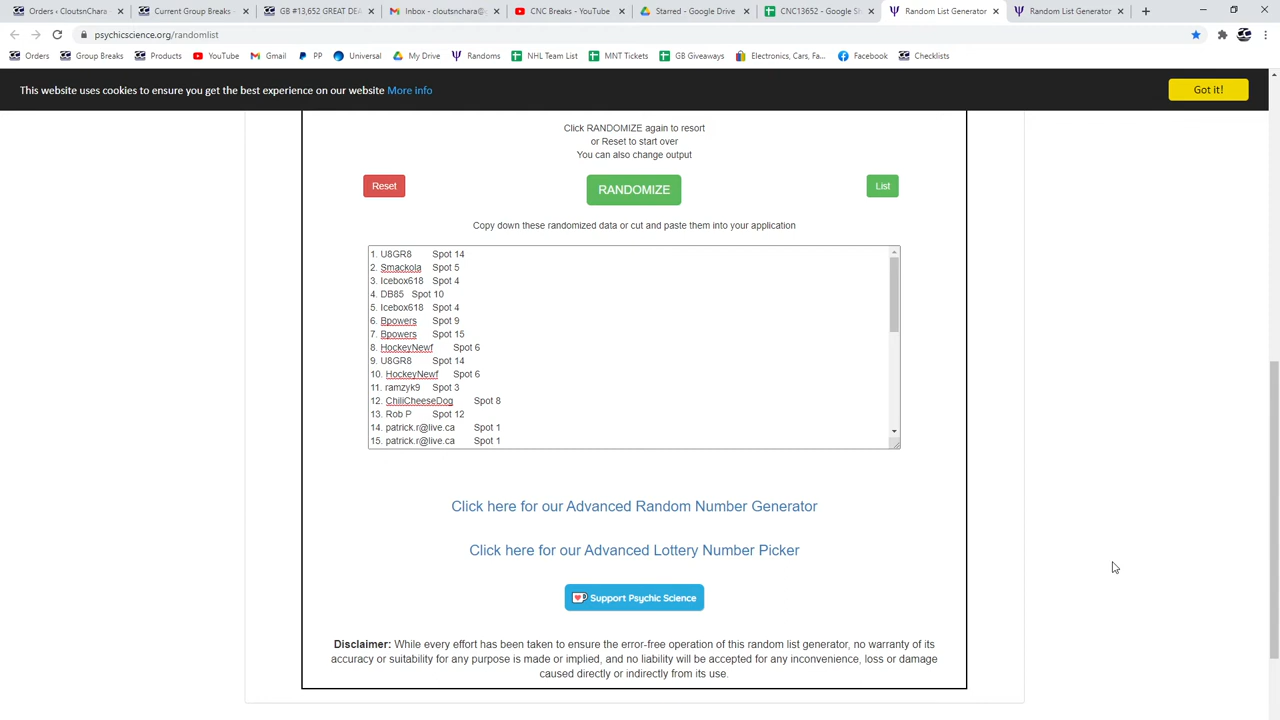 Orders ‹ CloutsnChara
Current Group Breaks -
GB #13,652 GRET DEA
Inbox - cloutsnchara@
CNC Breaks - YouTube
Starred - Google Drive
CNC13652 - Google Sh
Random List Generator
Random List Generator
psychicscience.org/randomlist
Orders
Group Breaks
Products
YouTube
Gmail
PP
Universal
My Drive
Randoms
NHL Team List
MNT Tickets
GB Giveaways
Electronics, Cars, Fa...
Facebook
Checklists
This website uses cookies to ensure you get the best experience on our website More info
Got it!
Click RANDOMIZE again to resort
or Reset to start over
You can also change output
Reset
RANDOMIZE
List
Copy down these randomized data or cut and paste them into your application
1. U8GR8 Spot 14
2. Smackola Spot 5
3. Icebox618 Spot 4
4. DB85 Spot 10
5. Icebox618 Spot 4
6. Bpowers Spot 9
7. Bpowers Spot 15
8. HockeyNewf Spot 6
9. U8GR8 Spot 14
10. HockeyNewf Spot 6
11. ramzyk9 Spot 3
12. ChiliCheeseDog Spot 8
13. Rob P Spot 12
14. patrick.r@live.ca Spot 1
15. patrick.r@live.ca Spot 1
Click here for our Advanced Random Number Generator
Click here for our Advanced Lottery Number Picker
Support Psychic Science
Disclaimer: While every effort has been taken to ensure the error-free operation of this random list generator, no warranty of its
accuracy or suitability for any purpose is made or implied, and no liability will be accepted for any inconvenience, loss or damage
caused directly or indirectly from its use.